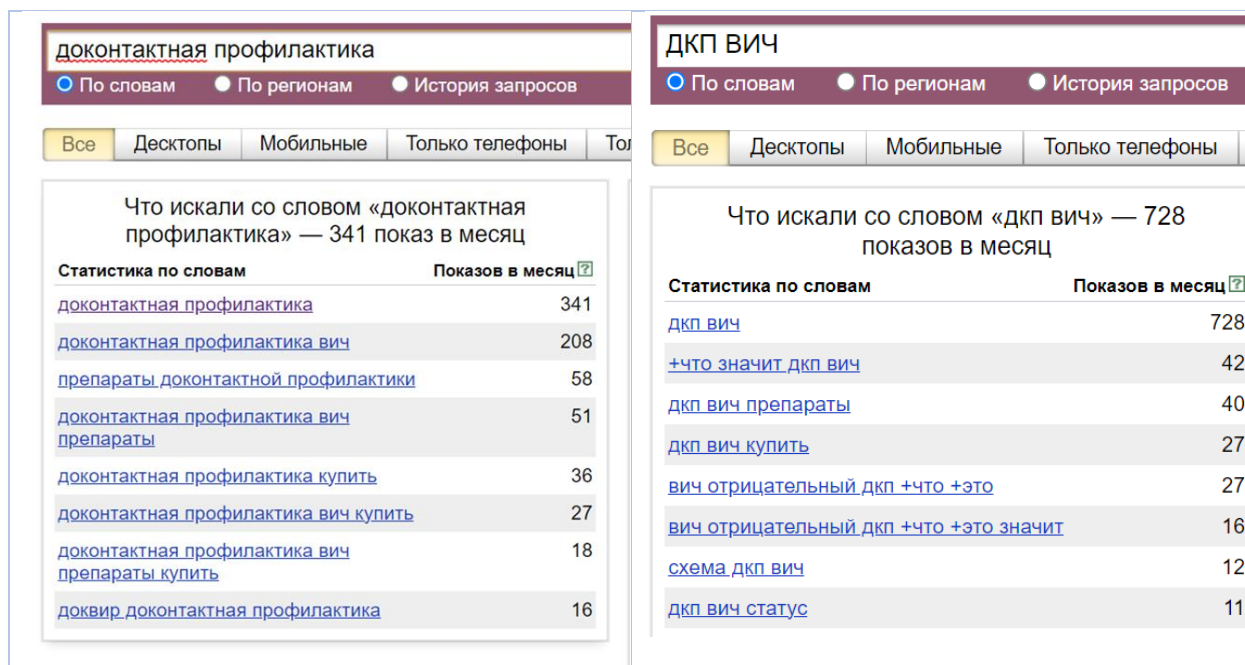 доконтактная профилактика
По словам По регионам История запросов
Все Десктопы Мобильные Только телефоны
Что искали со словом «доконтактная
профилактика» — 341 показ в месяц
Статистика по словам Показов в месяц ?
доконтактная профилактика 341
доконтактная профилактика вич 208
препараты доконтактной профилактики 58
доконтактная профилактика вич 51
препараты
доконтактная профилактика купить 36
доконтактная профилактика вич купить 27
доконтактная профилактика вич 18
препараты купить
доквир доконтактная профилактика 16
ДКП ВИЧ
По словам По регионам История запросов
Все Десктопы Мобильные Только телефоны
Что искали со словом «дкп вич» — 728
показов в месяц
Статистика по словам Показов в месяц ?
дкп вич 728
+что значит дкп вич 42
дкп вич препараты 40
дкп вич купить 27
вич отрицательный дкп +что +это 27
вич отрицательный дкп +что +это значит 16
схема дкп вич 12
дкп вич статус 11